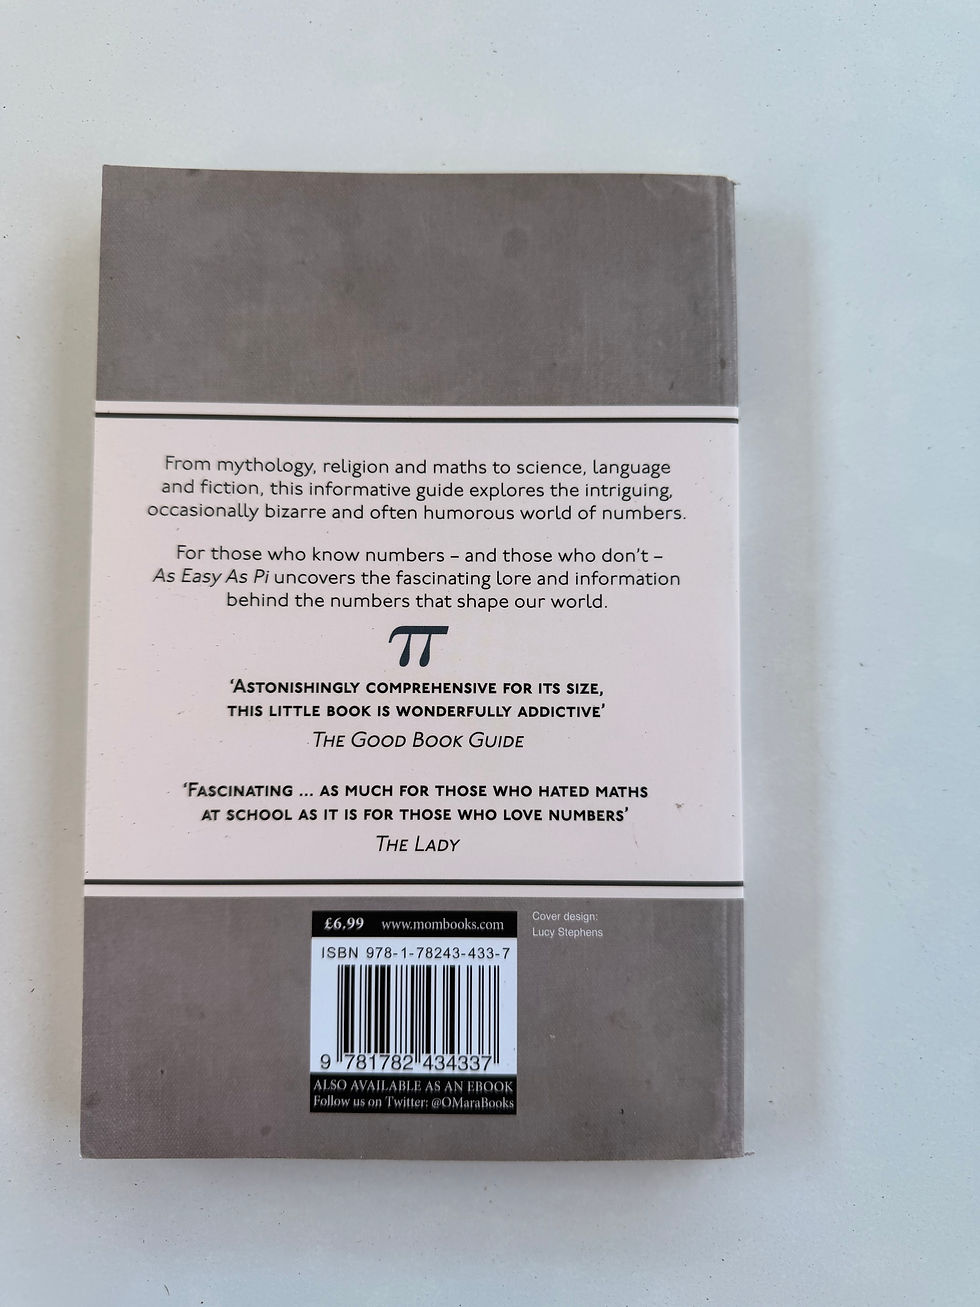 From mythology, religion and maths to science, language
and fiction, this informative guide explores the intriguing,
occasionally bizarre and often humorous world of numbers.
For those who know numbers – and those who don't –
As Easy As Pi uncovers the fascinating lore and information
behind the numbers that shape our world.
π
‘Astonishingly comprehensive for its size,
this little book is wonderfully addictive’
The Good Book Guide
‘Fascinating ... as much for those who hated maths
at school as it is for those who love numbers’
The Lady
£6.99 www.mombooks.com
Cover design:
Lucy Stephens
ISBN 978-1-78243-433-7
9 781782 434337
ALSO AVAILABLE AS AN EBOOK
Follow us on Twitter: @OMaraBooks